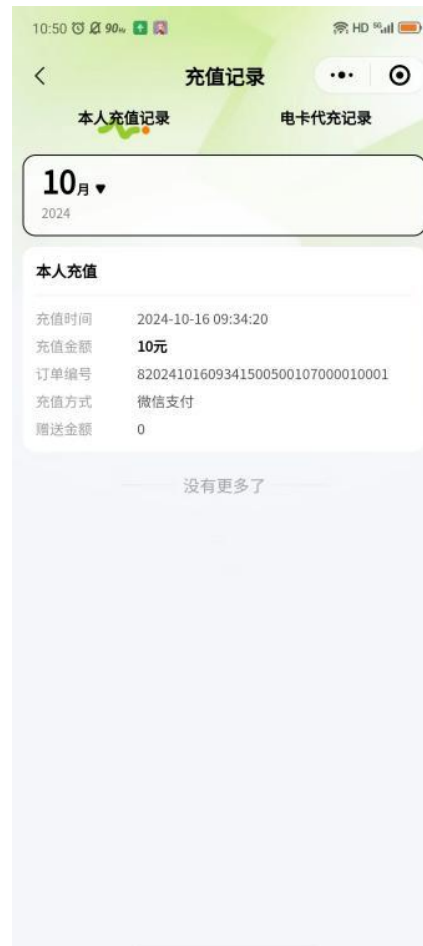 10:50 90w HD 5G
充值记录
本人充值记录 电卡代充记录
10月▼
2024
本人充值
充值时间 2024-10-16 09:34:20
充值金额 10元
订单编号 82024101609341500500107000010001
充值方式 微信支付
赠送金额 0
没有更多了